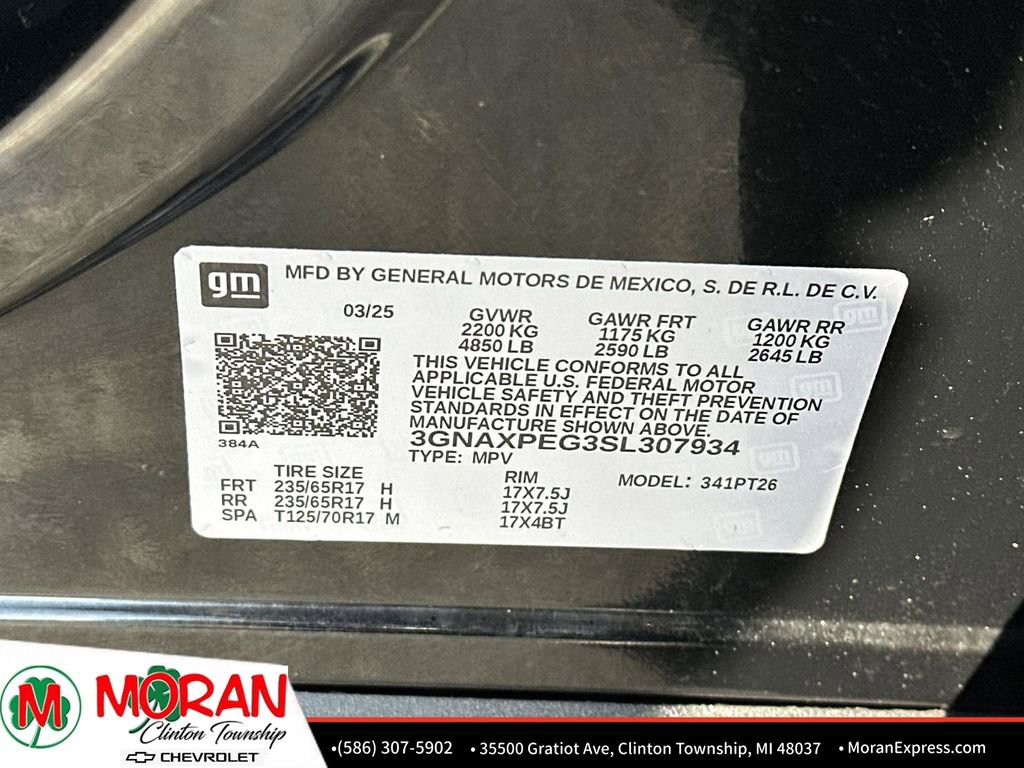 gm
MFD BY GENERAL MOTORS DE MEXICO, S. DE R.L. DE C.V.
03/25
GVWR
2200 KG
4850 LB
GAWR FRT
1175 KG
2590 LB
GAWR RR
1200 KG
2645 LB
THIS VEHICLE CONFORMS TO ALL
APPLICABLE U.S. FEDERAL MOTOR
VEHICLE SAFETY AND THEFT PREVENTION
STANDARDS IN EFFECT ON THE DATE OF
MANUFACTURE SHOWN ABOVE.
3GNAXPEG3SL307934
384A
TYPE: MPV
TIRE SIZE
RIM
MODEL: 341PT26
FRT 235/65R17 H 17X7.5J
RR 235/65R17 H 17X7.5J
SPA T125/70R17 M 17X4BT
M MORAN
Clinton Township
CHEVROLET
•(586) 307-5902 • 35500 Gratiot Ave, Clinton Township, MI 48037 • MoranExpress.com